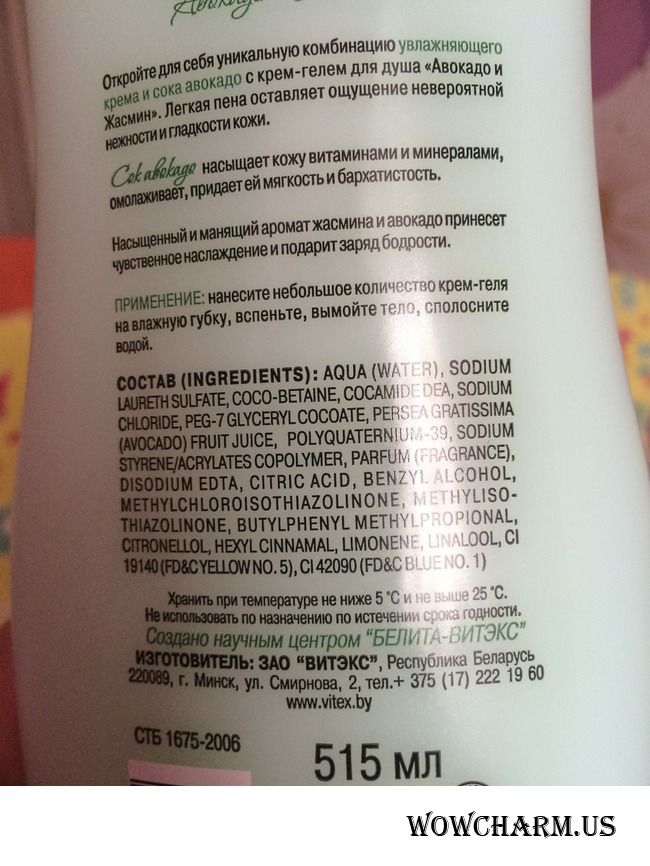 Откройте для себя уникальную комбинацию увлажняющего
крема и сока авокадо с крем-гелем для душа «Авокадо и
Жасмин». Легкая пена оставляет ощущение невероятной
нежности и гладкости кожи.
Сок авокадо насыщает кожу витаминами и минералами,
омолаживает, придает ей мягкость и бархатистость.
Насыщенный и манящий аромат жасмина и авокадо принесет
чувственное наслаждение и подарит заряд бодрости.
ПРИМЕНЕНИЕ: нанесите небольшое количество крем-геля
на влажную губку, вспеньте, вымойте тело, сполосните
водой.
СОСТАВ (INGREDIENTS): AQUA (WATER), SODIUM
LAURETH SULFATE, COCO-BETAINE, COCAMIDE DEA, SODIUM
CHLORIDE, PEG-7 GLYCERYL COCOATE, PERSEA GRATISSIMA
(AVOCADO) FRUIT JUICE, POLYQUATERNIUM-39, SODIUM
STYRENE/ACRYLATES COPOLYMER, PARFUM (FRAGRANCE),
DISODIUM EDTA, CITRIC ACID, BENZYL ALCOHOL,
METHYLCHLOROISOTHIAZOLINONE, METHYLISO-
THIAZOLINONE, BUTYLPHENYL METHYLPROPIONAL,
CITRONELLOL, HEXYL CINNAMAL, LIMONENE, LINALOOL, CI
19140 (FD&C YELLOW NO. 5), CI 42090 (FD&C BLUE NO. 1)
Хранить при температуре не ниже 5 °С и не выше 25 °С.
Не использовать по назначению по истечении срока годности.
Создано научным центром "БЕЛИТА-ВИТЭКС"
ИЗГОТОВИТЕЛЬ: ЗАО "ВИТЭКС", Республика Беларусь
220089, г. Минск, ул. Смирнова, 2, тел.+ 375 (17) 222 19 60
www.vitex.by
СТБ 1675-2006
515 мл
WOWCHARM.US